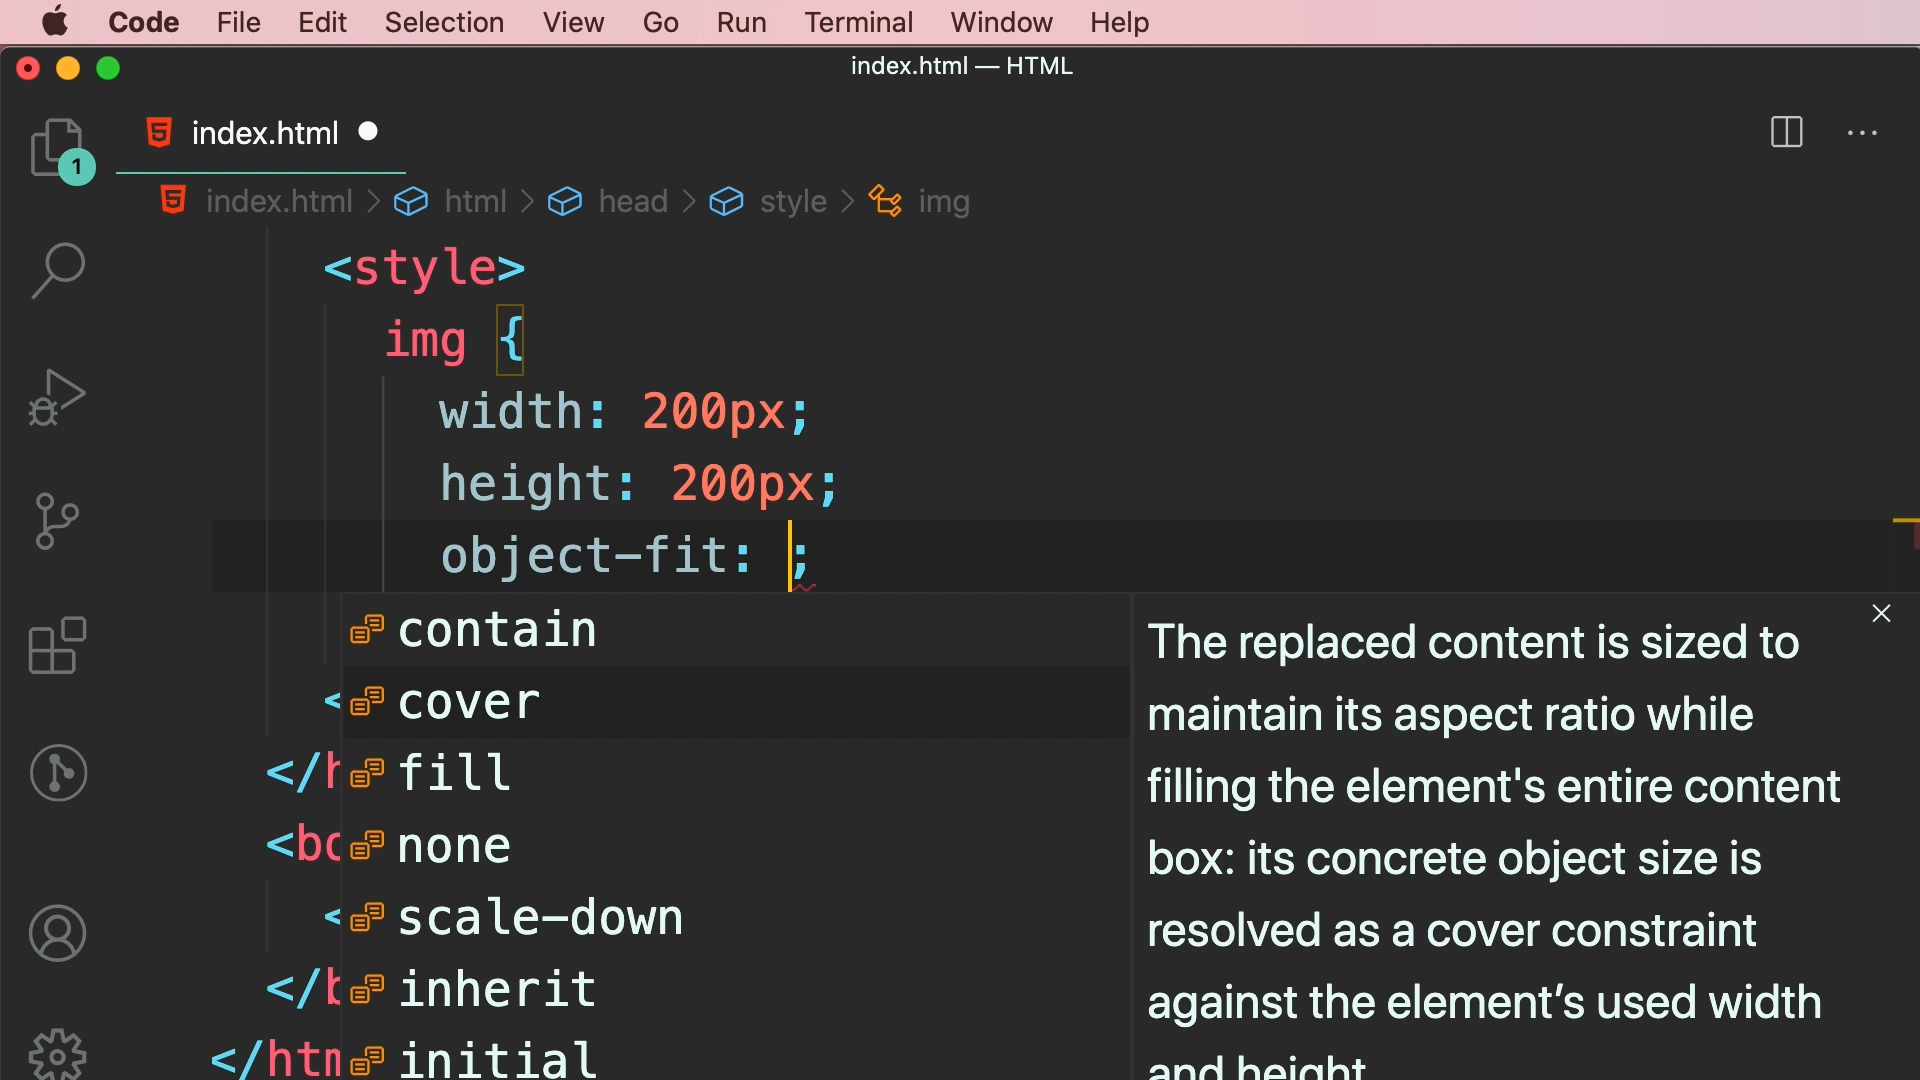 Code File Edit Selection View Go Run Terminal Window Help
index.html — HTML
1
index.html
index.html > html > head > style > img
<style>
img {
width: 200px;
height: 200px;
object-fit: ;
contain
< cover
</h fill
<bo none
< scale-down
</b inherit
</htm initial
The replaced content is sized to
maintain its aspect ratio while
filling the element's entire content
box: its concrete object size is
resolved as a cover constraint
against the element’s used width
and height